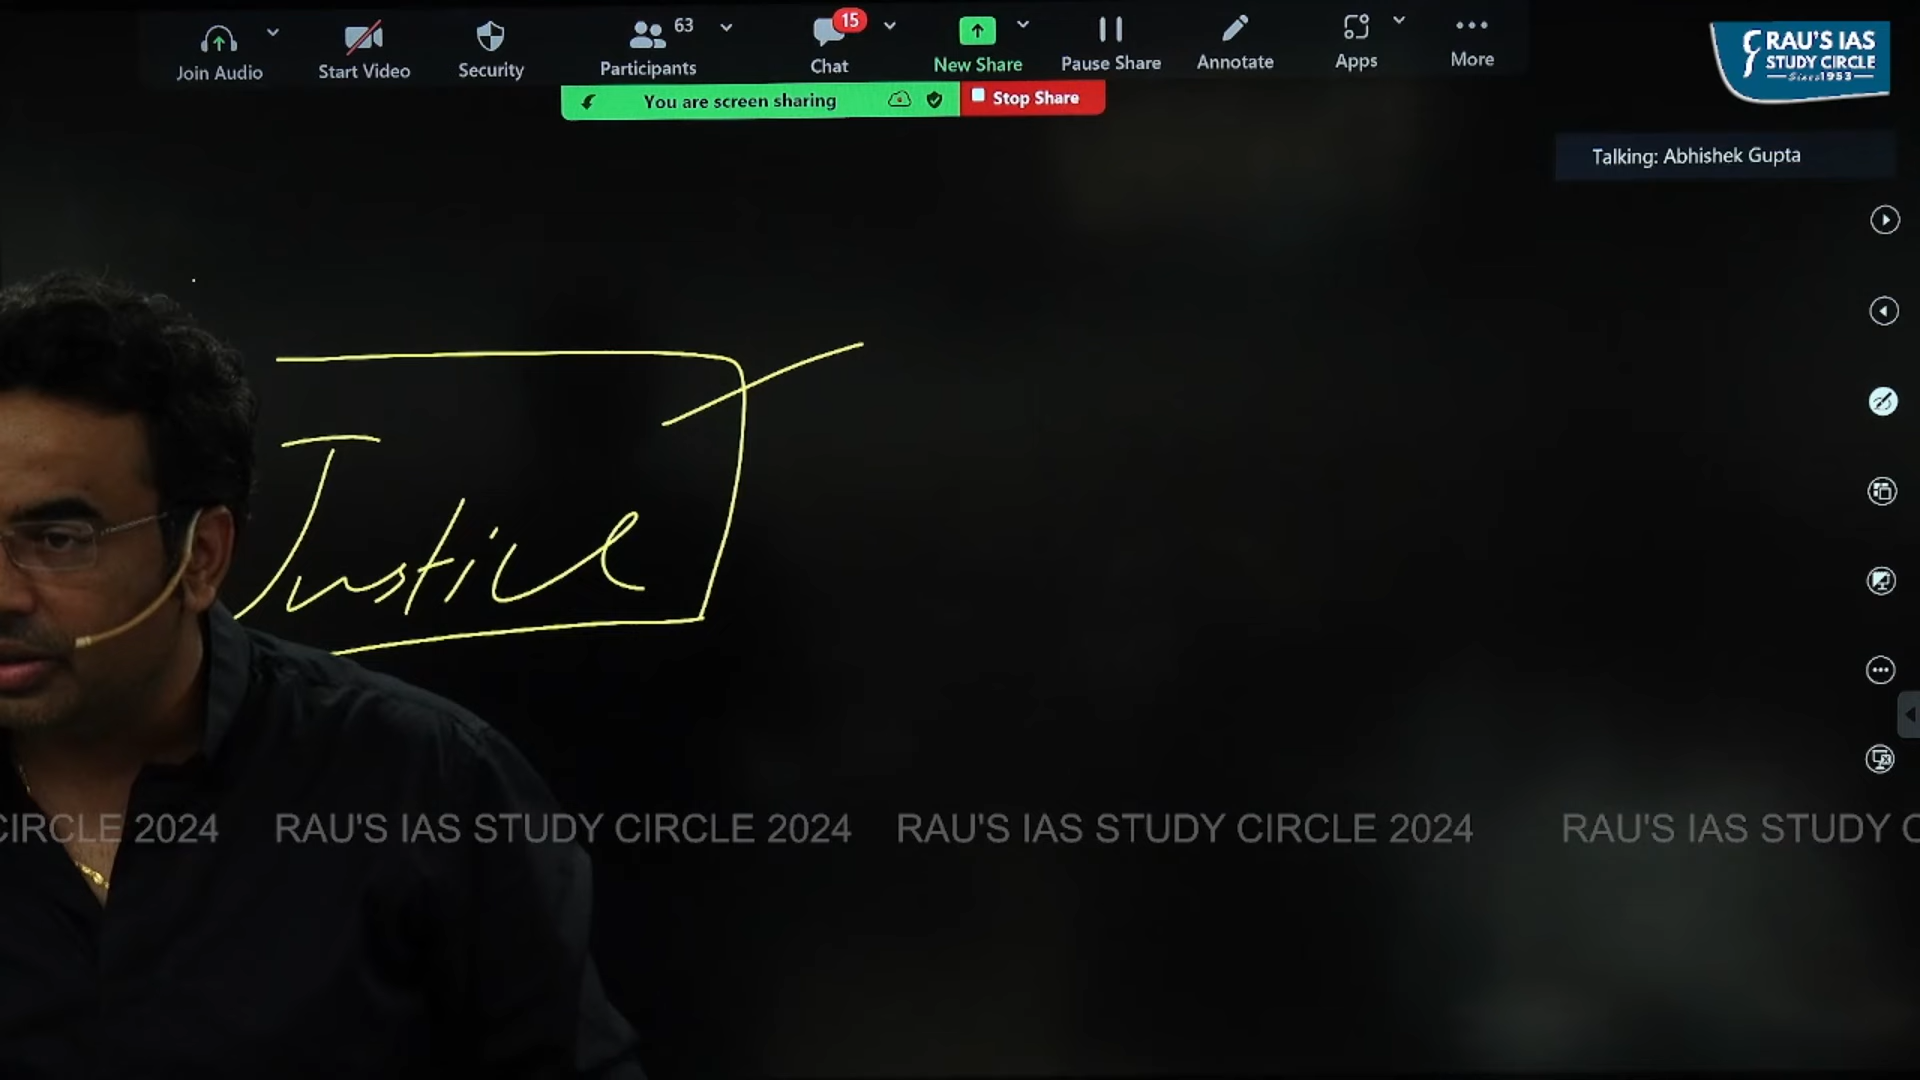 Join Audio
Start Video
Security
Participants 63
Chat 15
New Share
Pause Share
Annotate
Apps
More
You are screen sharing
Stop Share
RAU'S IAS
STUDY CIRCLE
Since 1953
Talking: Abhishek Gupta
Justice
CIRCLE 2024 RAU'S IAS STUDY CIRCLE 2024 RAU'S IAS STUDY CIRCLE 2024 RAU'S IAS STUDY C